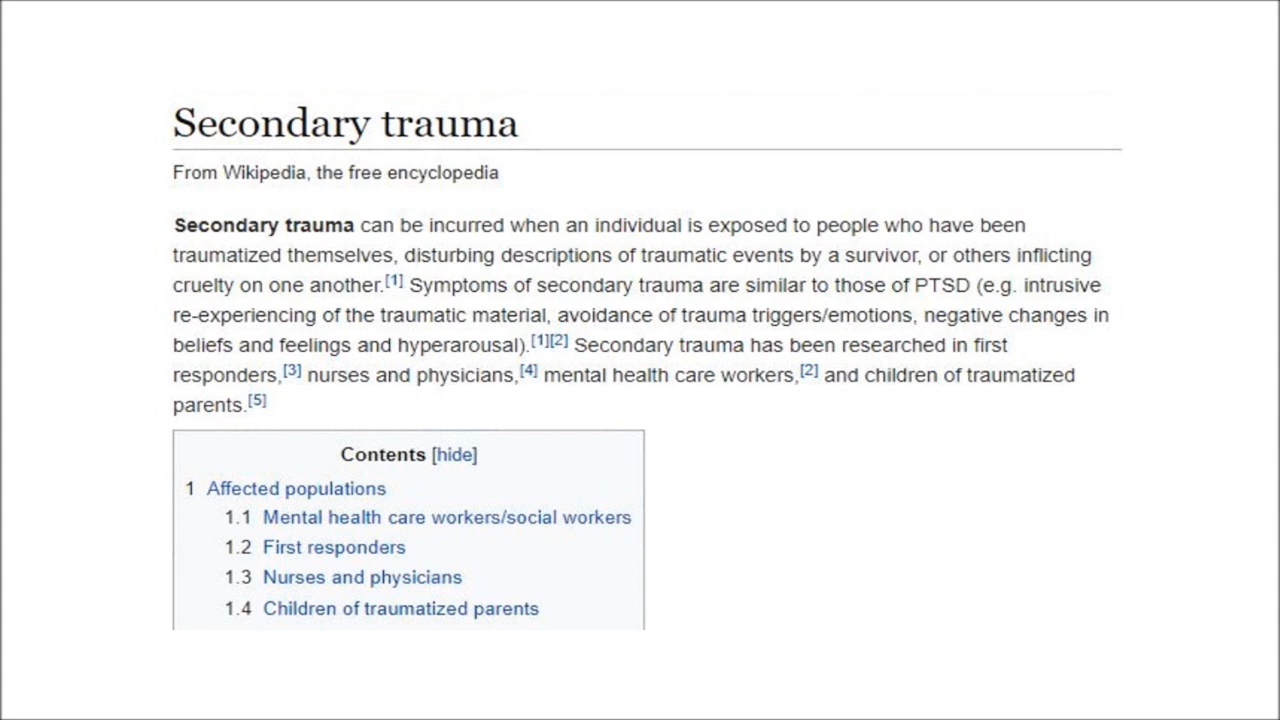 Secondary trauma
From Wikipedia, the free encyclopedia
Secondary trauma can be incurred when an individual is exposed to people who have been
traumatized themselves, disturbing descriptions of traumatic events by a survivor, or others inflicting
cruelty on one another.[1] Symptoms of secondary trauma are similar to those of PTSD (e.g. intrusive
re-experiencing of the traumatic material, avoidance of trauma triggers/emotions, negative changes in
beliefs and feelings and hyperarousal).[1][2] Secondary trauma has been researched in first
responders,[3] nurses and physicians,[4] mental health care workers,[2] and children of traumatized
parents.[5]
Contents [hide]
1 Affected populations
1.1 Mental health care workers/social workers
1.2 First responders
1.3 Nurses and physicians
1.4 Children of traumatized parents